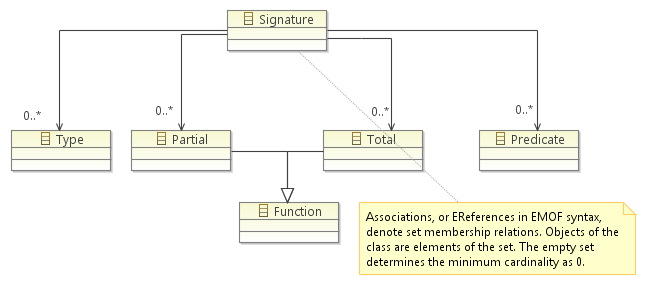 Signature
0..*
0..*
0..*
0..*
Type
Partial
Total
Predicate
Function
Associations, or EReferences in EMOF syntax,
denote set membership relations. Objects of the
class are elements of the set. The empty set
determines the minimum cardinality as 0.